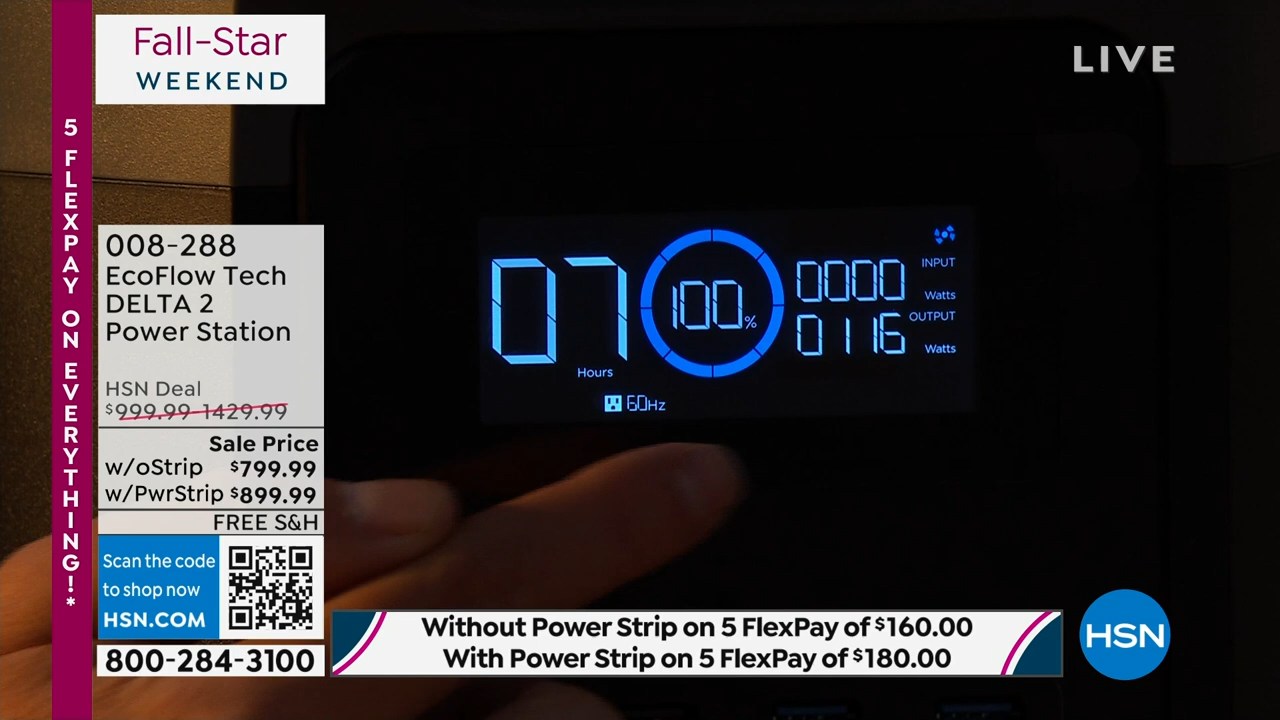 Fall-Star
WEEKEND
LIVE
5 FLEXPAY ON EVERYTHING!*
008-288
EcoFlow Tech
DELTA 2
Power Station
HSN Deal
$999.99-1429.99
Sale Price
w/oStrip $799.99
w/PwrStrip $899.99
FREE S&H
Scan the code
to shop now
HSN.COM
800-284-3100
07
Hours
100%
0000
INPUT
Watts
0116
OUTPUT
Watts
60Hz
Without Power Strip on 5 FlexPay of $160.00
With Power Strip on 5 FlexPay of $180.00
HSN